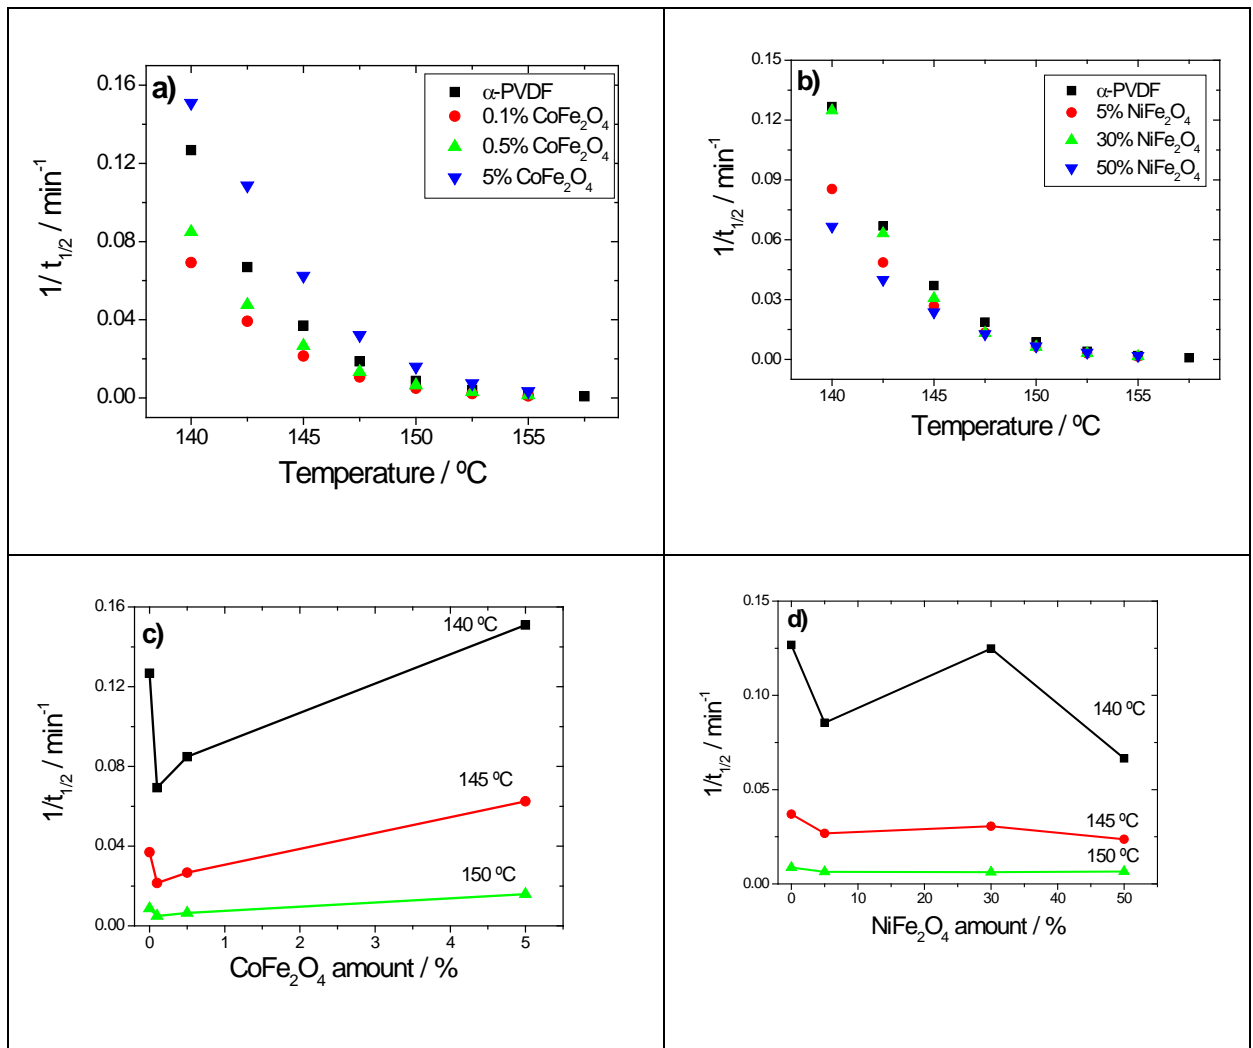 a)
α-PVDF
0.1% CoFe2O4
0.5% CoFe2O4
5% CoFe2O4
0.16
0.12
0.08
0.04
0.00
1/ t1/2 / min-1
140 145 150 155
Temperature / ºC
b)
α-PVDF
5% NiFe2O4
30% NiFe2O4
50% NiFe2O4
0.15
0.12
0.09
0.06
0.03
0.00
1/t1/2 / min-1
140 145 150 155
Temperature / ºC
c)
140 ºC
145 ºC
150 ºC
0.16
0.12
0.08
0.04
0.00
1/t1/2 / min-1
0 1 2 3 4 5
CoFe2O4 amount / %
d)
140 ºC
145 ºC
150 ºC
0.15
0.10
0.05
0.00
1/t1/2 / min-1
0 10 20 30 40 50
NiFe2O4 amount / %